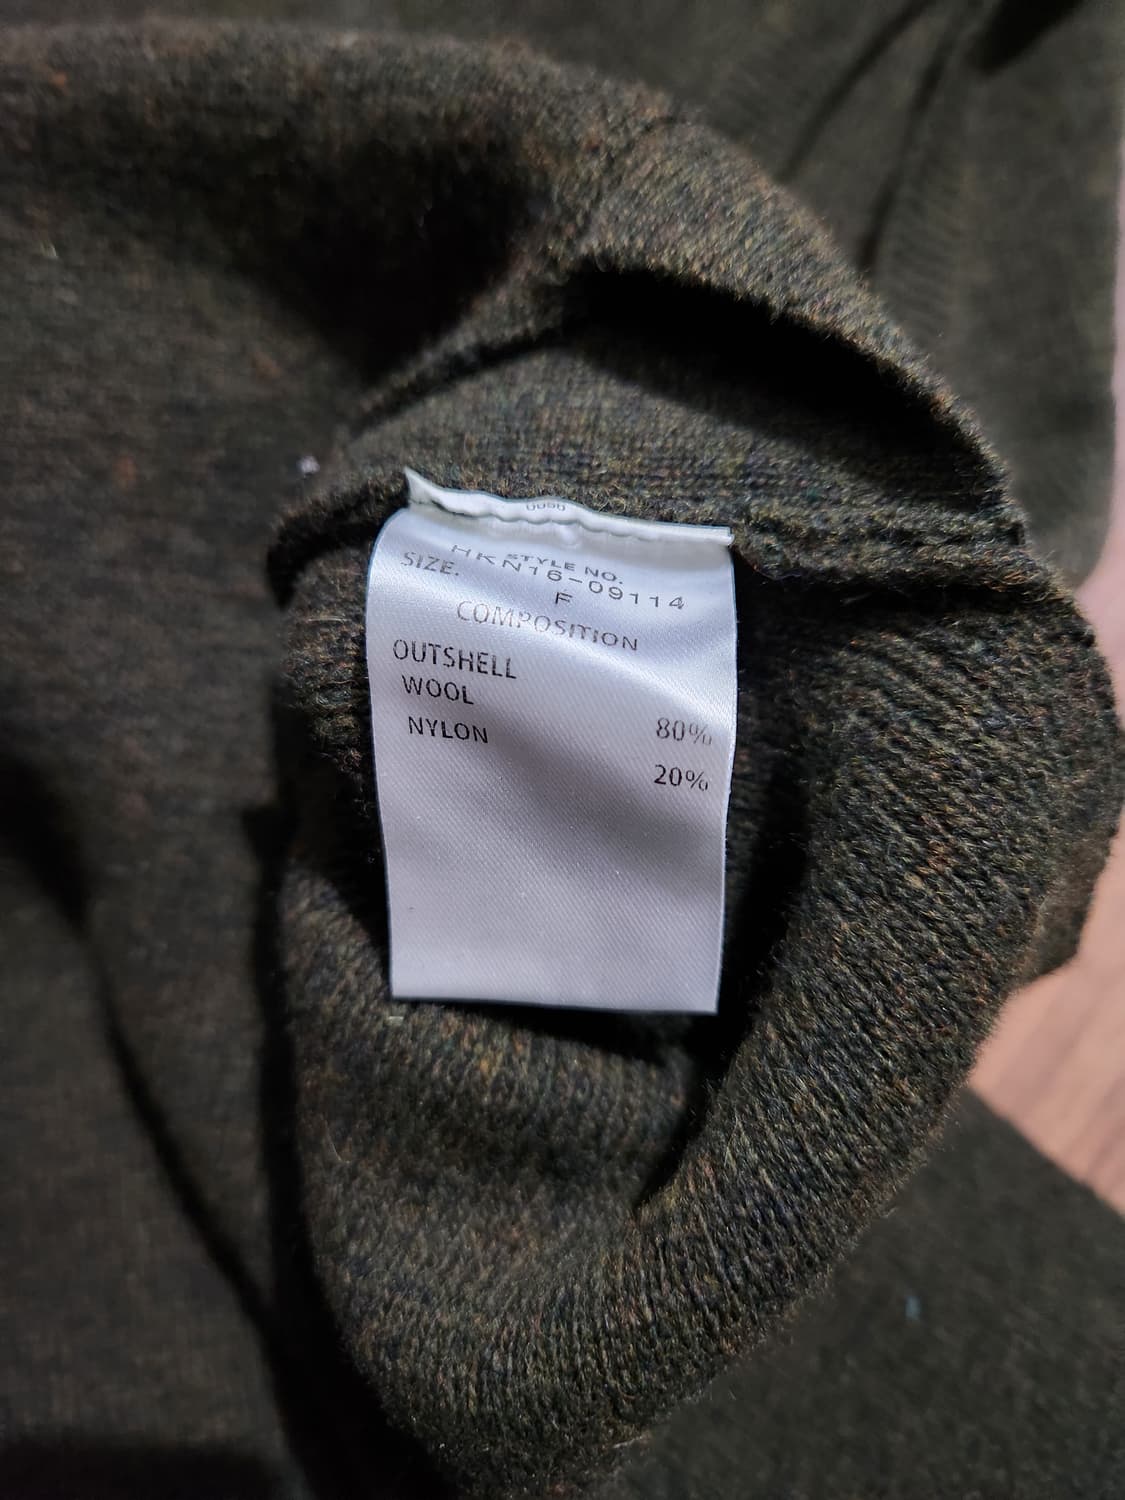 STYLE NO.
HKN16-09114
SIZE. F
COMPOSITION
OUTSHELL
WOOL 80%
NYLON 20%